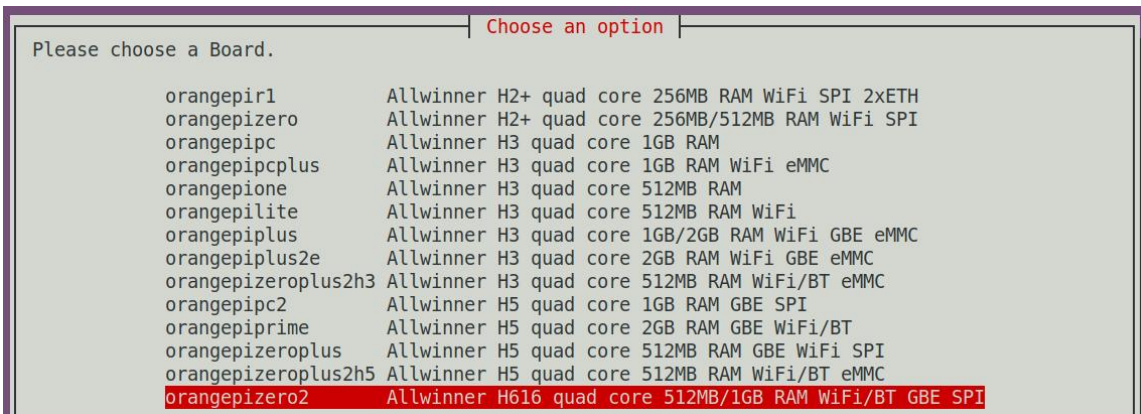 Choose an option
Please choose a Board.
orangepir1 Allwinner H2+ quad core 256MB RAM WiFi SPI 2xETH
orangepizero Allwinner H2+ quad core 256MB/512MB RAM WiFi SPI
orangepipc Allwinner H3 quad core 1GB RAM
orangepipcplus Allwinner H3 quad core 1GB RAM WiFi eMMC
orangepione Allwinner H3 quad core 512MB RAM
orangepilite Allwinner H3 quad core 512MB RAM WiFi
orangepiplus Allwinner H3 quad core 1GB/2GB RAM WiFi GBE eMMC
orangepiplus2e Allwinner H3 quad core 2GB RAM WiFi GBE eMMC
orangepizeroplus2h3 Allwinner H3 quad core 512MB RAM WiFi/BT eMMC
orangepipc2 Allwinner H5 quad core 1GB RAM GBE SPI
orangepiprime Allwinner H5 quad core 2GB RAM GBE WiFi/BT
orangepizeroplus Allwinner H5 quad core 512MB RAM GBE WiFi SPI
orangepizeroplus2h5 Allwinner H5 quad core 512MB RAM WiFi/BT eMMC
orangepizero2 Allwinner H616 quad core 512MB/1GB RAM WiFi/BT GBE SPI